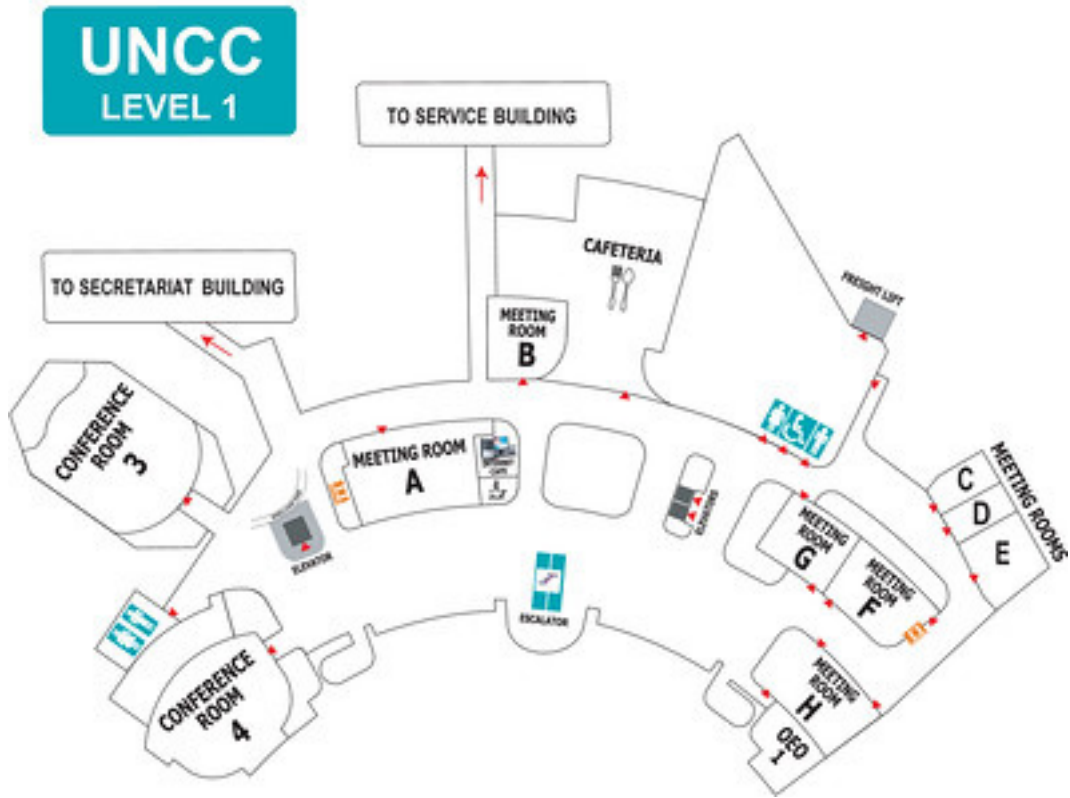 UNCC
LEVEL 1
TO SERVICE BUILDING
TO SECRETARIAT BUILDING
CAFETERIA
FREIGHT LIFT
MEETING
ROOM
B
CONFERENCE
ROOM
3
MEETING ROOM
A
ELEVATOR
ELEVATORS
ESCALATOR
MEETING
ROOM
G
MEETING
ROOM
F
MEETING ROOMS
C
D
E
MEETING
ROOM
H
OEO
1
CONFERENCE
ROOM
4